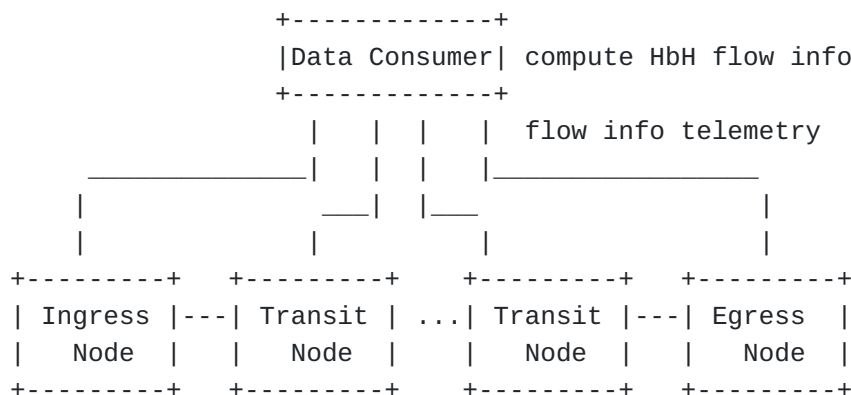 Data Consumer compute HbH flow info
flow info telemetry
Ingress Transit ... Transit Egress
Node Node Node Node